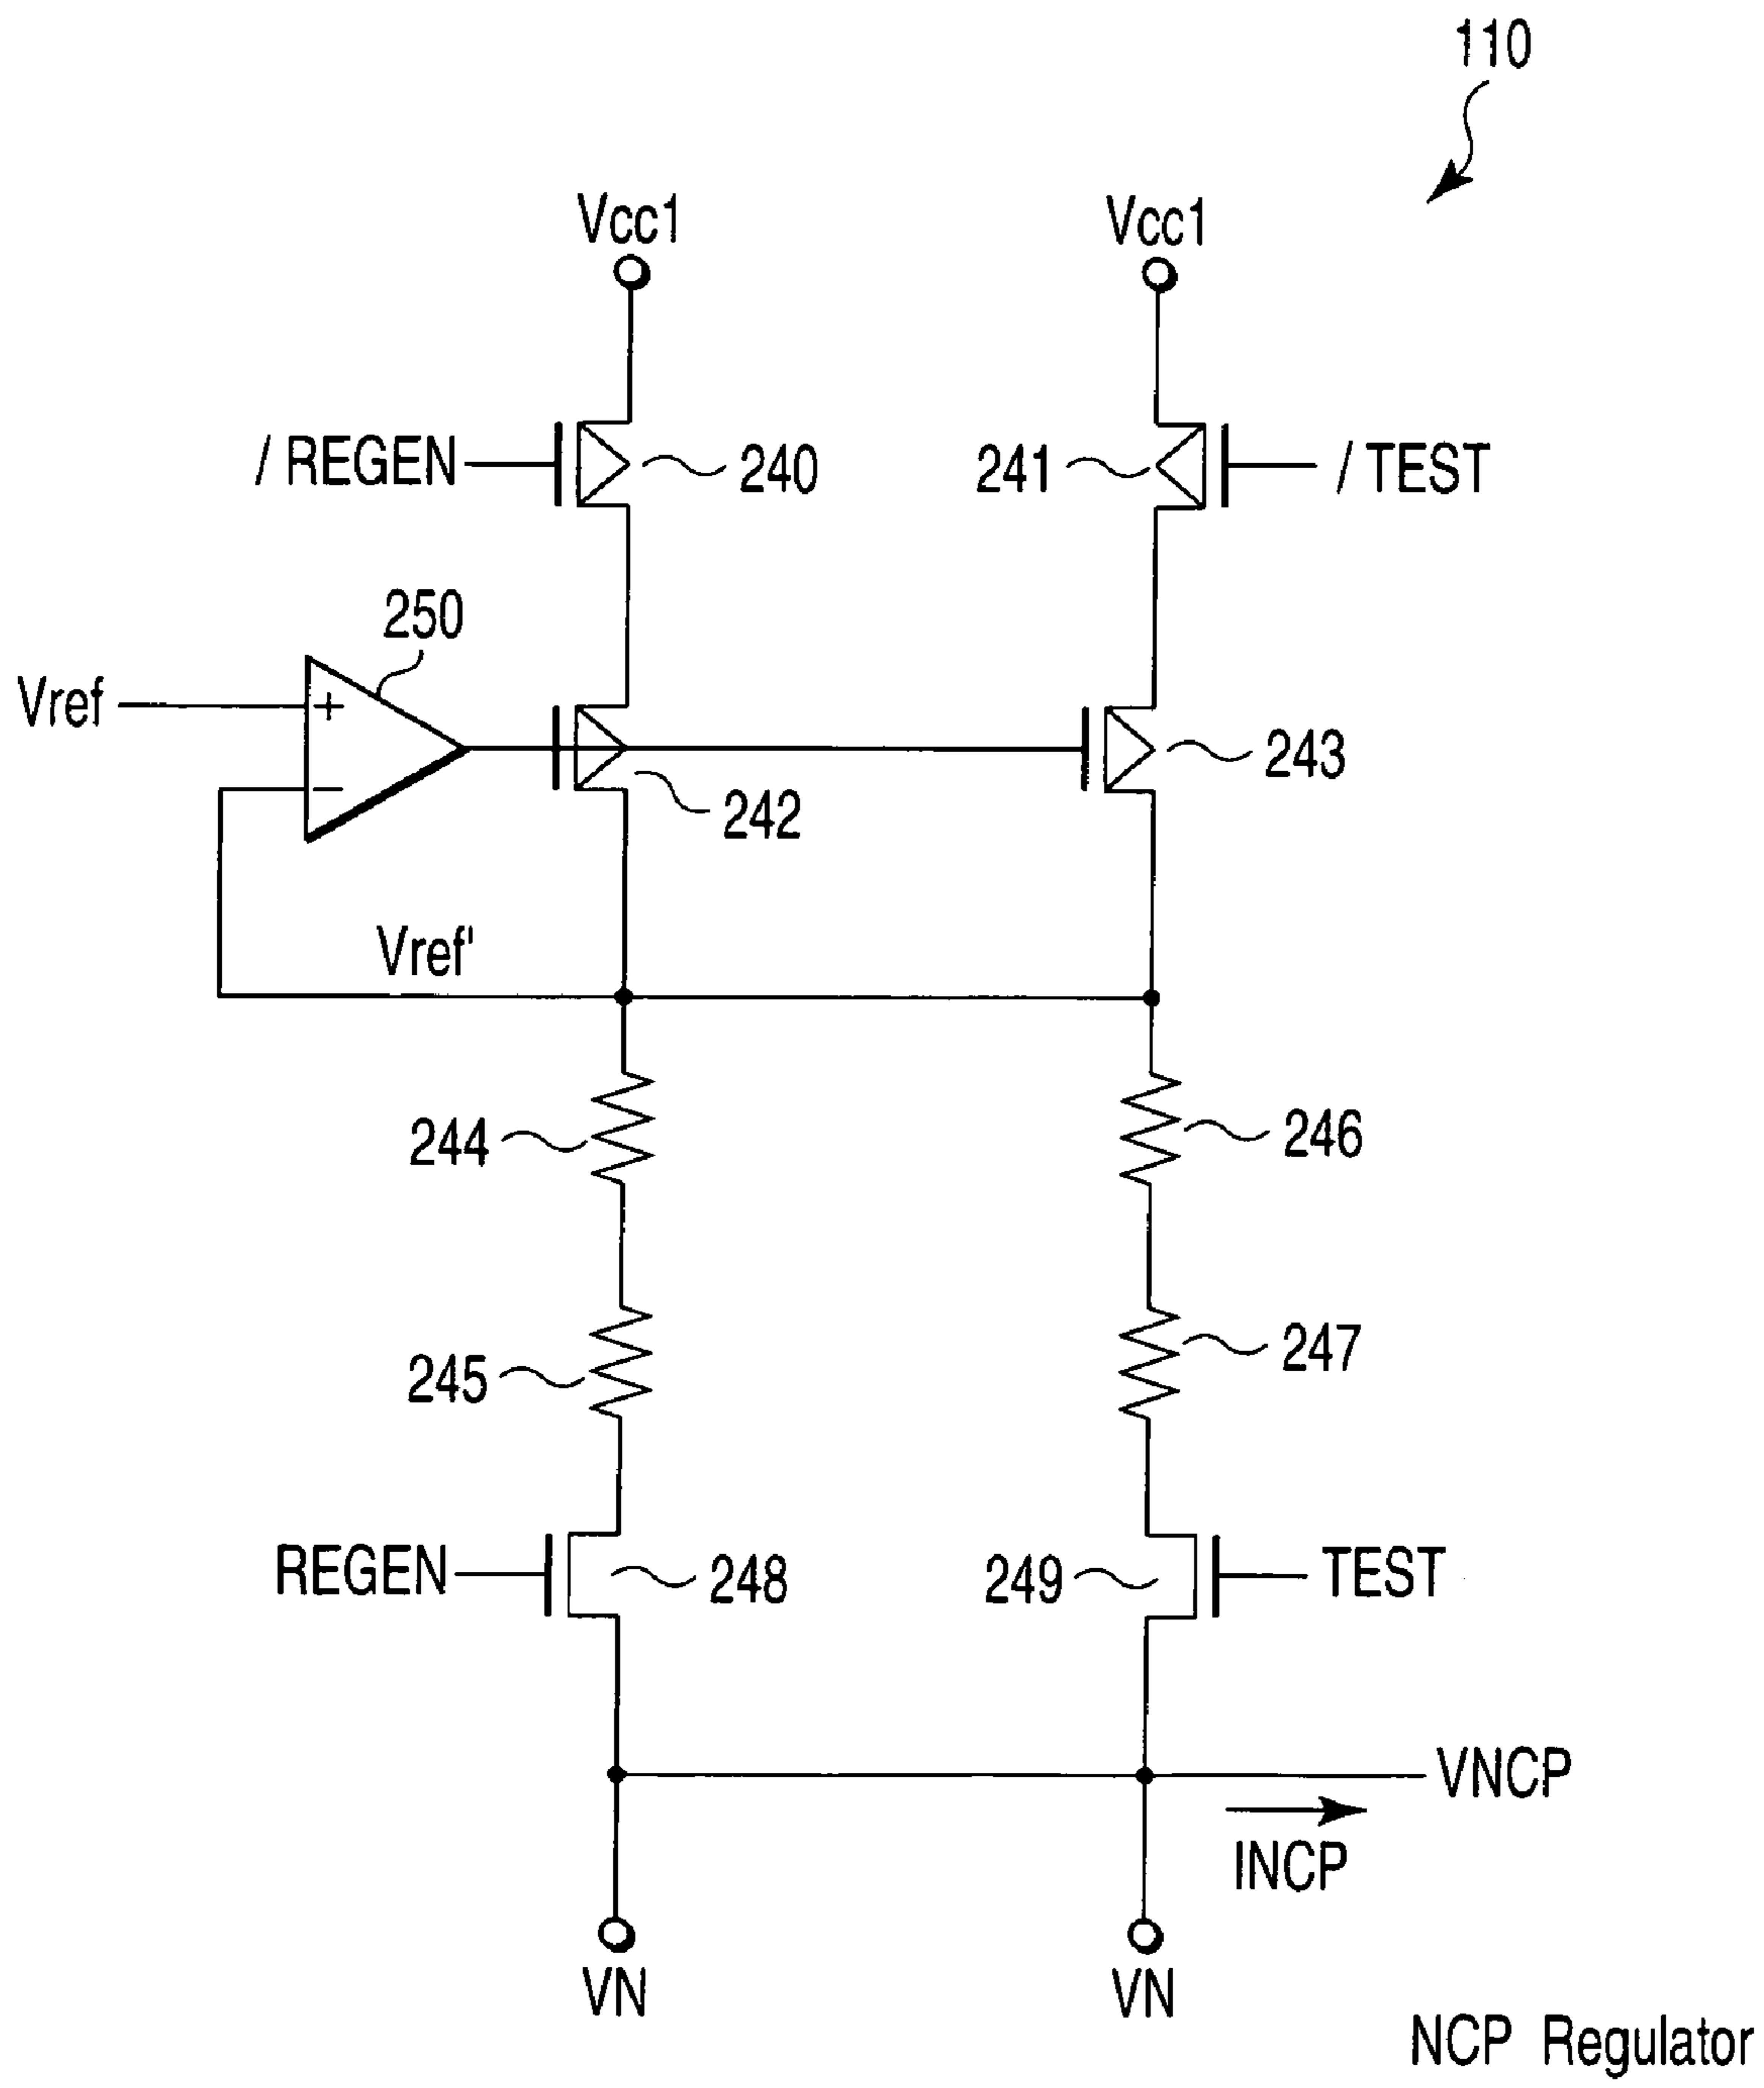 110
Vcc1
Vcc1
/ REGEN
240
241
/ TEST
250
Vref
+
−
242
243
Vref'
244
246
245
247
REGEN
248
249
TEST
VNCP
INCP
VN
VN
NCP Regulator